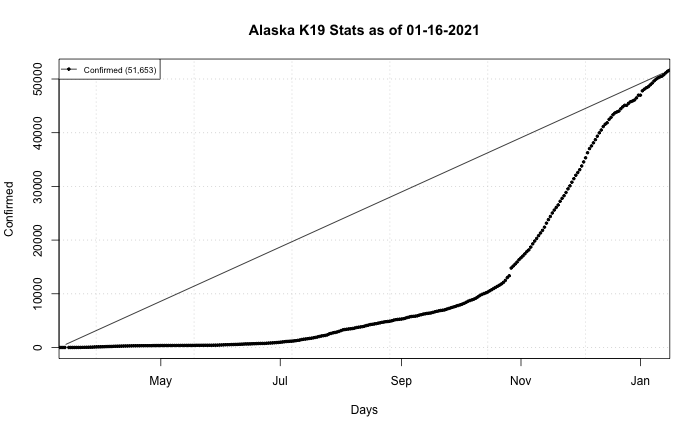 Alaska K19 Stats as of 01-16-2021
Confirmed (51,653)
50000
40000
30000
20000
10000
0
Confirmed
May Jul Sep Nov Jan
Days